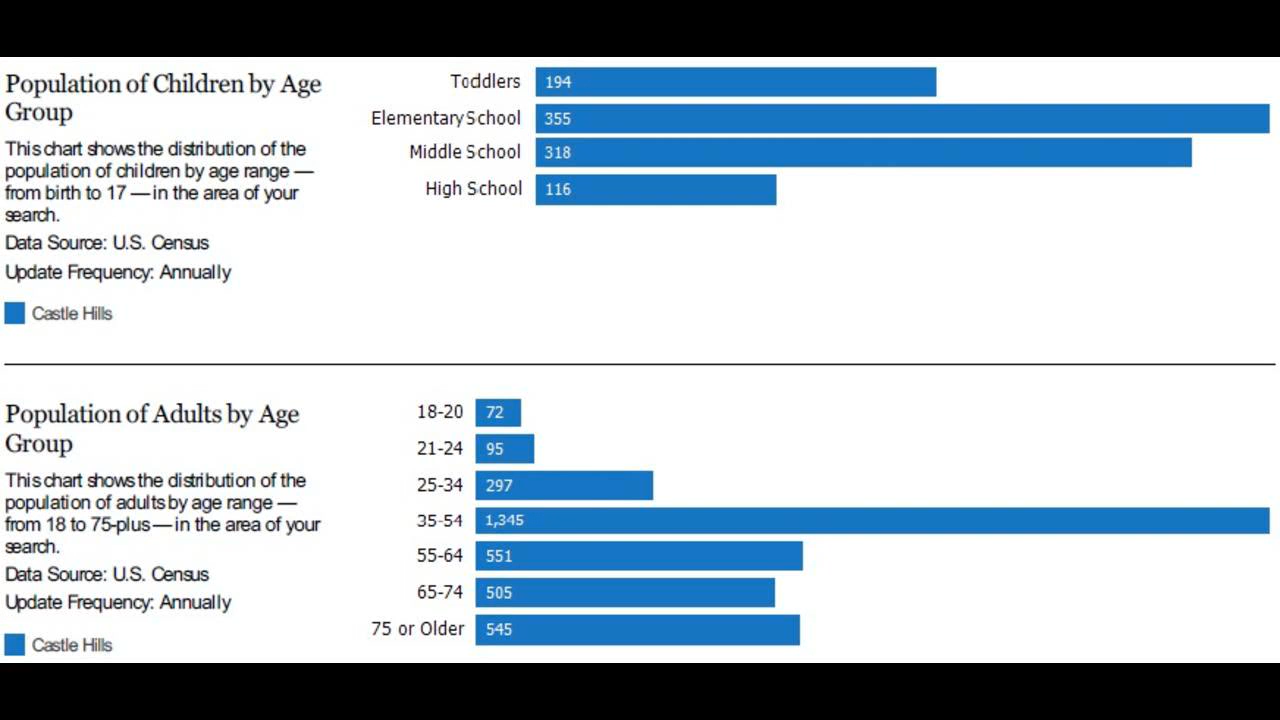 Population of Children by Age
Group
This chart shows the distribution of the
population of children by age range —
from birth to 17 — in the area of your
search.
Data Source: U.S. Census
Update Frequency: Annually
Castle Hills
Toddlers 194
Elementary School 355
Middle School 318
High School 116
Population of Adults by Age
Group
This chart shows the distribution of the
population of adults by age range —
from 18 to 75-plus — in the area of your
search.
Data Source: U.S. Census
Update Frequency: Annually
Castle Hills
18-20 72
21-24 95
25-34 297
35-54 1,345
55-64 551
65-74 505
75 or Older 545